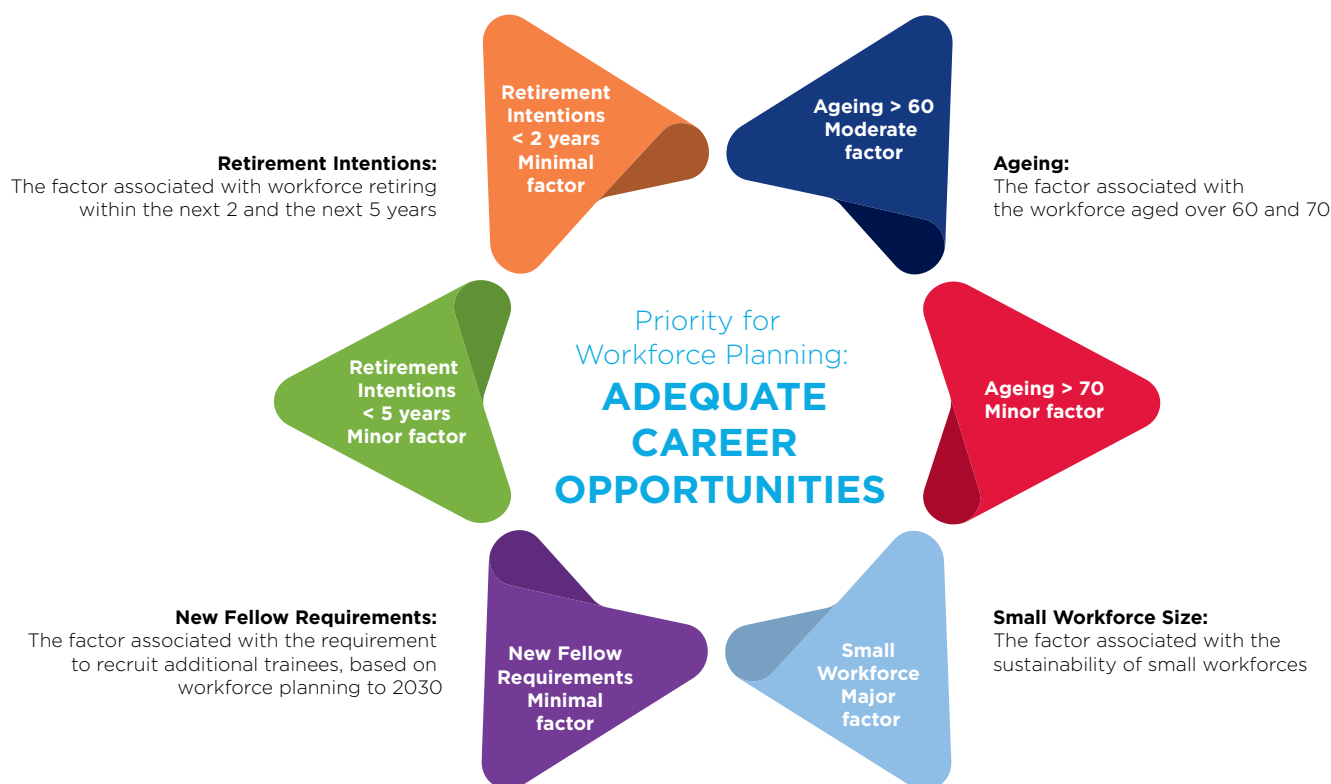 Retirement
Intentions
< 2 years
Minimal
factor
Ageing > 60
Moderate
factor
Retirement Intentions:
The factor associated with workforce retiring
within the next 2 and the next 5 years
Ageing:
The factor associated with
the workforce aged over 60 and 70
Priority for
Workforce Planning:
ADEQUATE
CAREER
OPPORTUNITIES
Retirement
Intentions
< 5 years
Minor factor
Ageing > 70
Minor factor
New Fellow Requirements:
The factor associated with the requirement
to recruit additional trainees, based on
workforce planning to 2030
New Fellow
Requirements
Minimal
factor
Small
Workforce
Major
factor
Small Workforce Size:
The factor associated with the
sustainability of small workforces